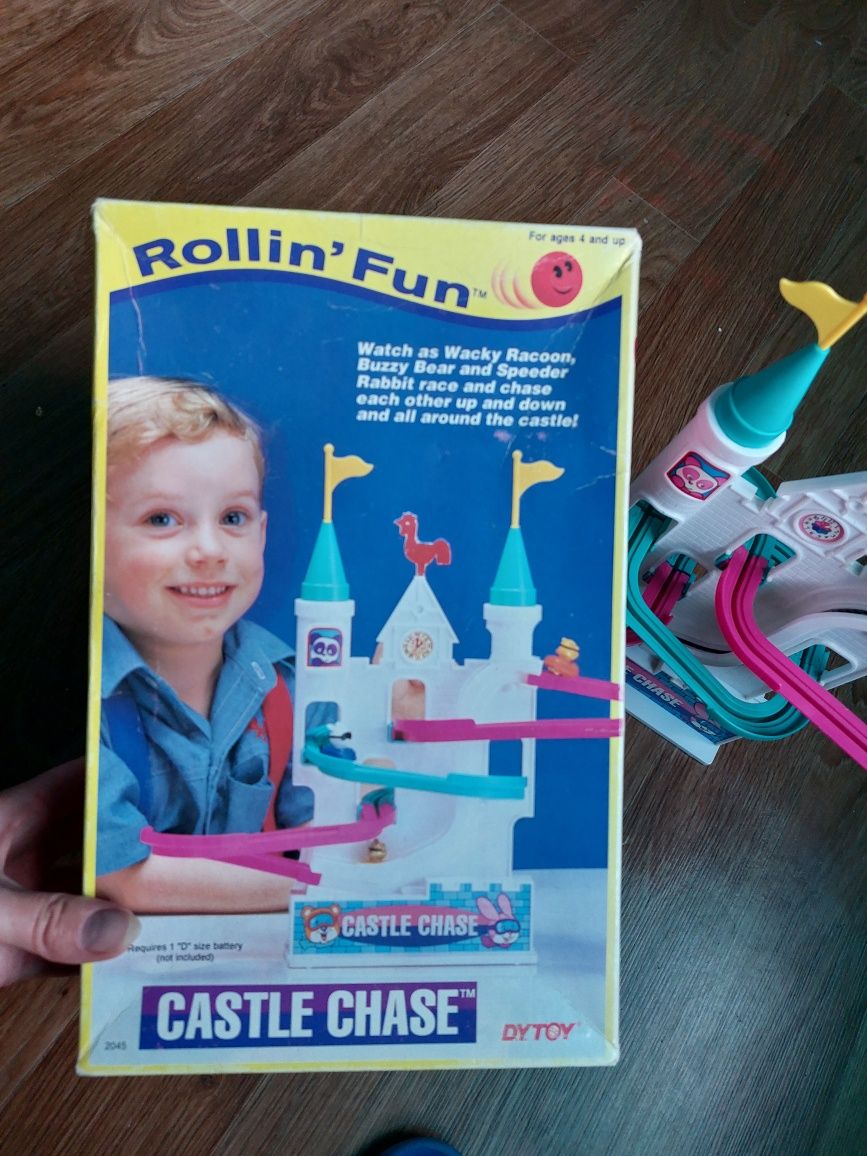 For ages 4 and up
Rollin' Fun™
Watch as Wacky Racoon,
Buzzy Bear and Speeder
Rabbit race and chase
each other up and down
and all around the castle!
CASTLE CHASE
CASTLE CHASE
Requires 1 "D" size battery
(not included)
CASTLE CHASE™
2045
DYTOY®